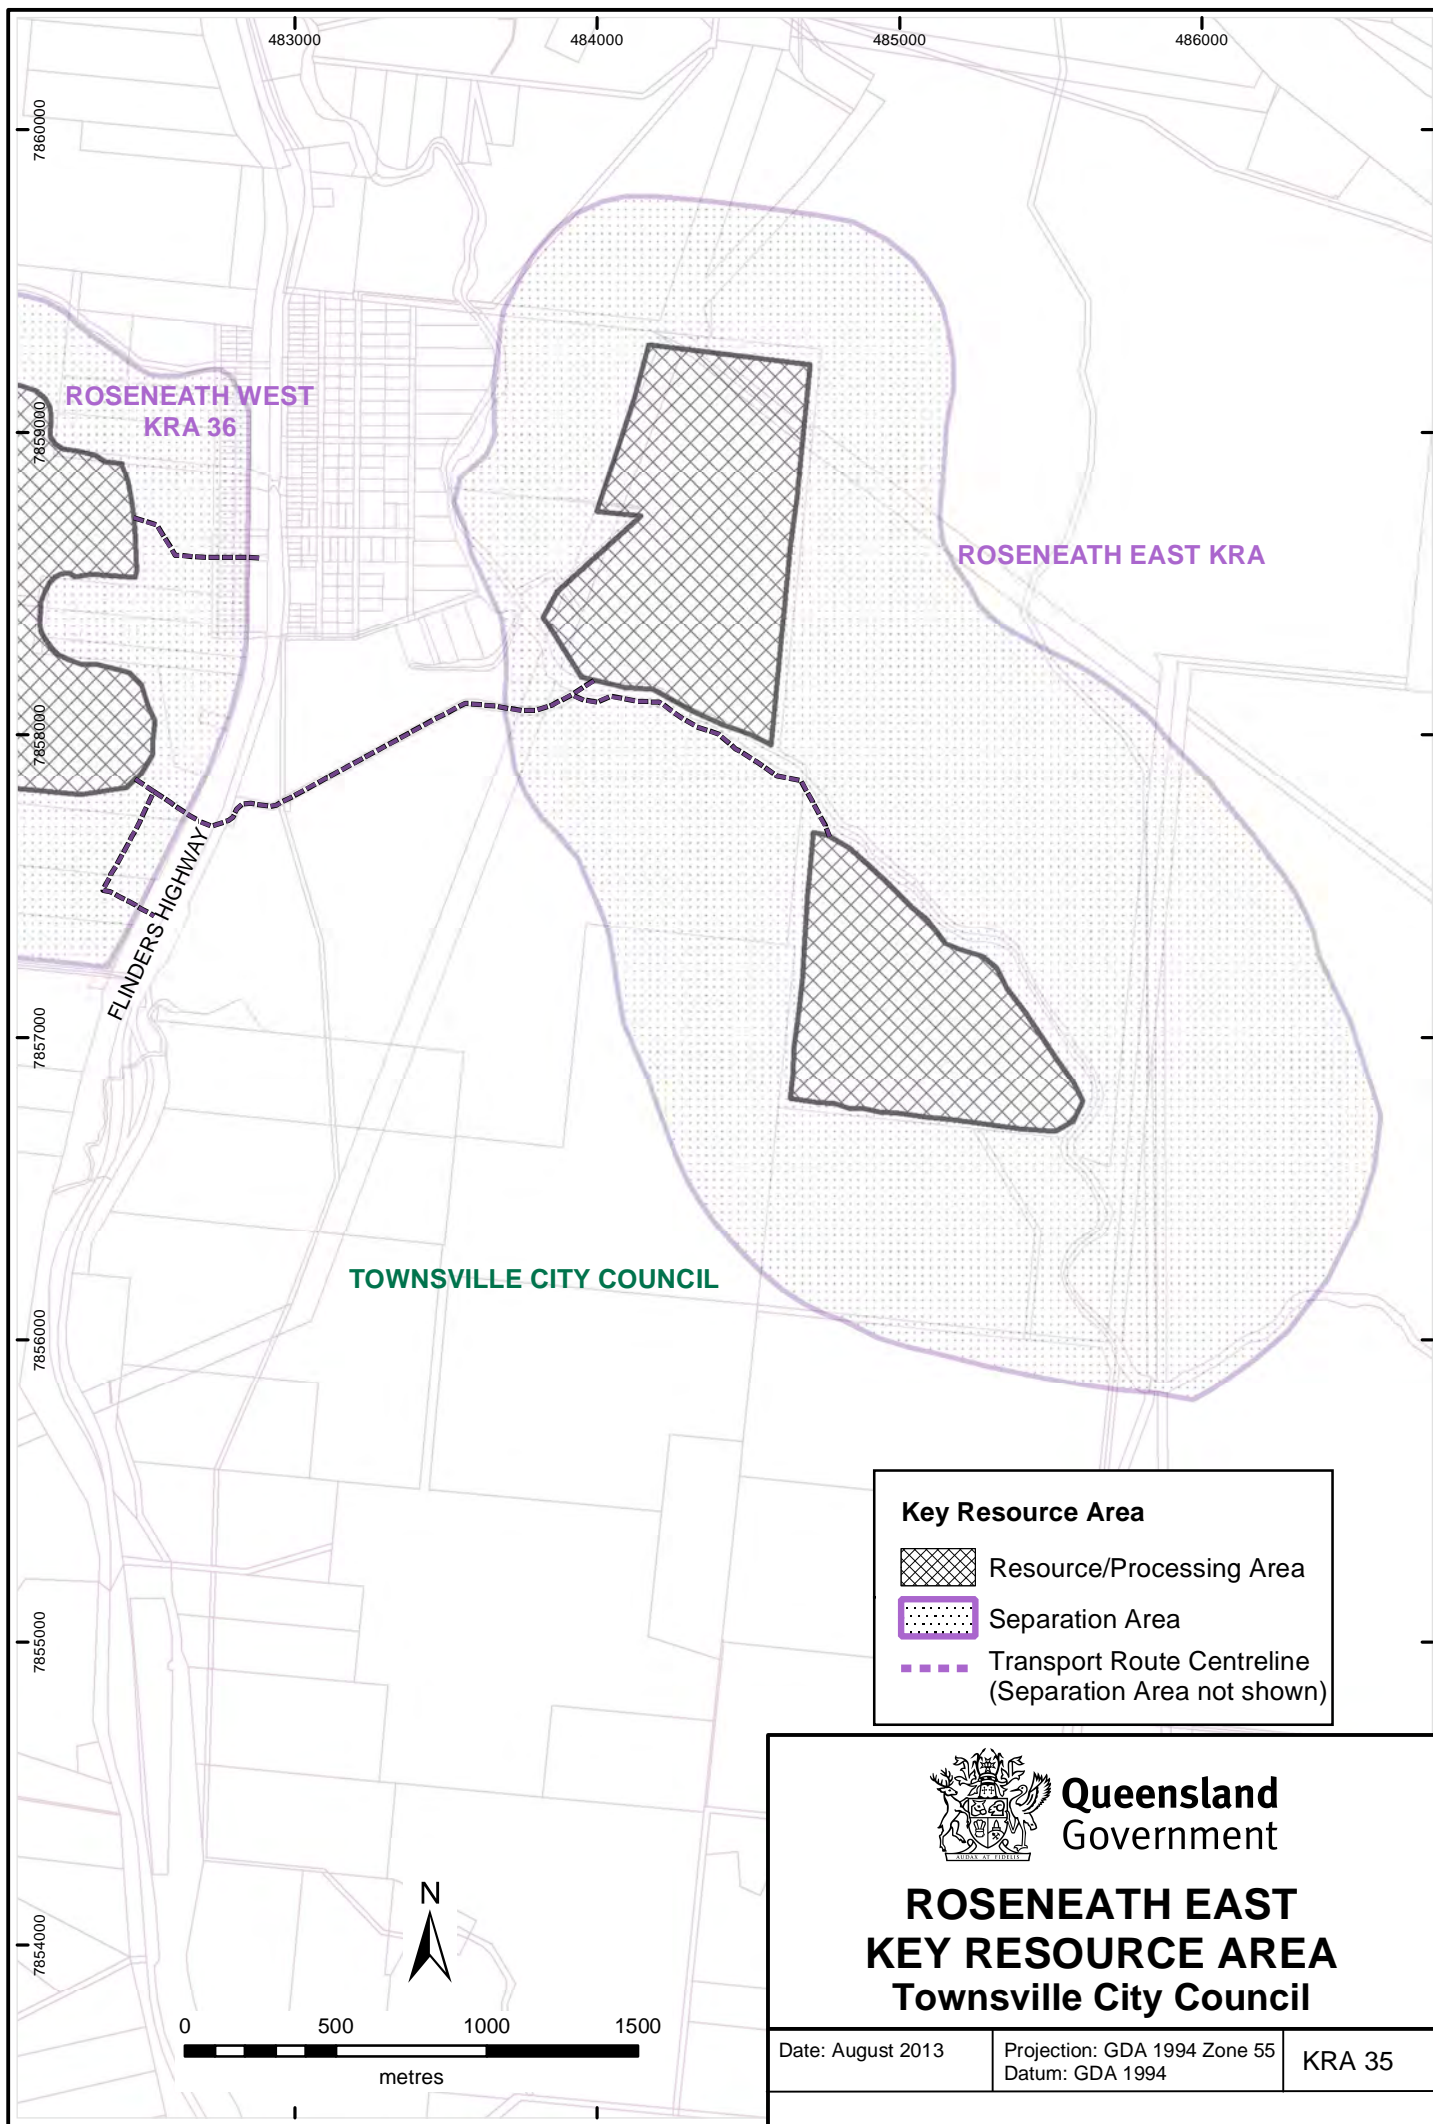 483000
484000
485000
486000
7860000
7859000
7858000
7857000
7856000
7855000
7854000
ROSENEATH WEST
KRA 36
ROSENEATH EAST KRA
FLINDERS HIGHWAY
TOWNSVILLE CITY COUNCIL
Key Resource Area
Resource/Processing Area
Separation Area
Transport Route Centreline
(Separation Area not shown)
N
0 500 1000 1500
metres
AUDAX AT FIDELIS
Queensland
Government
ROSENEATH EAST
KEY RESOURCE AREA
Townsville City Council
Date: August 2013
Projection: GDA 1994 Zone 55
Datum: GDA 1994
KRA 35